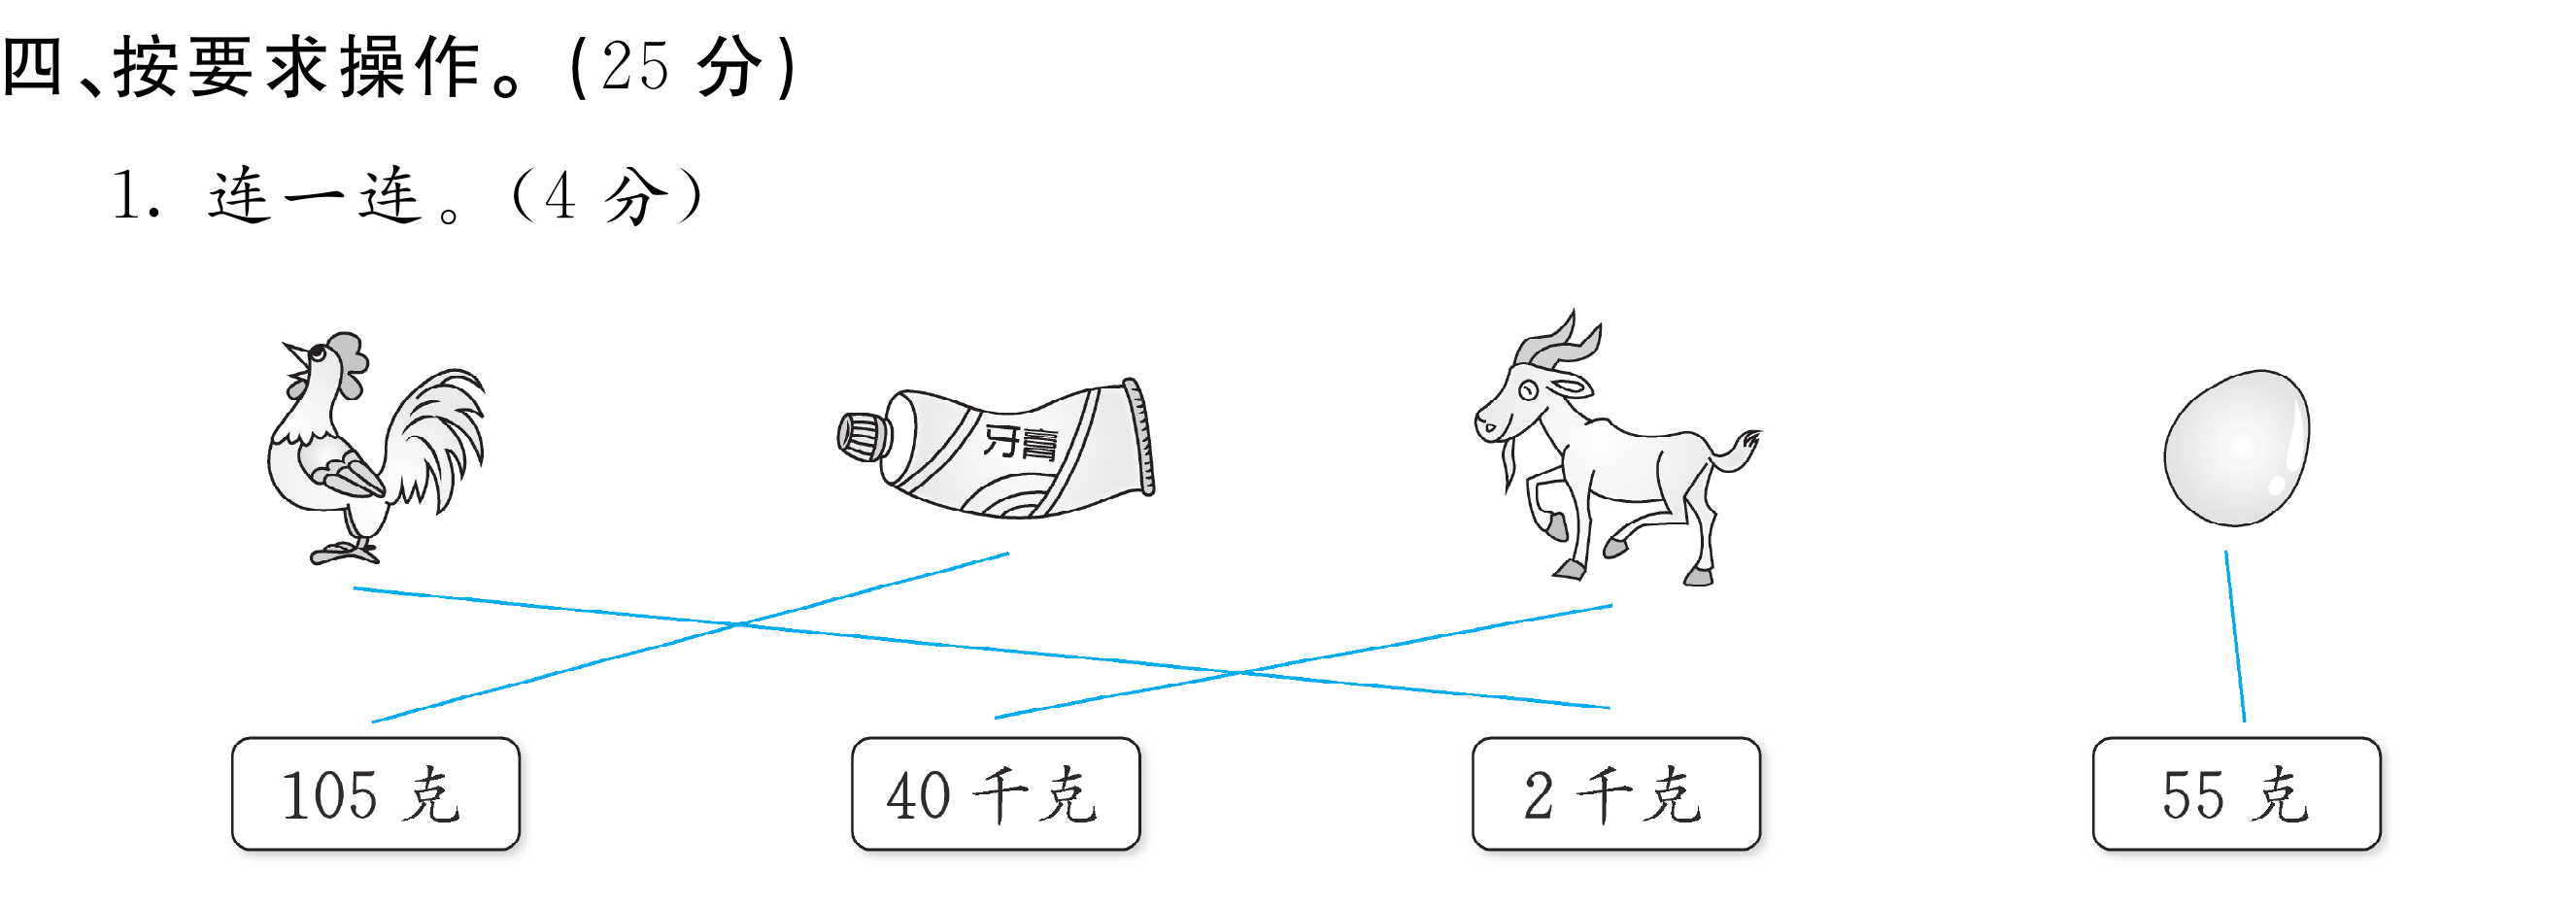 四、按要求操作。(25 分)
1. 连一连。(4 分)
牙膏
105 克
40 千克
2 千克
55 克